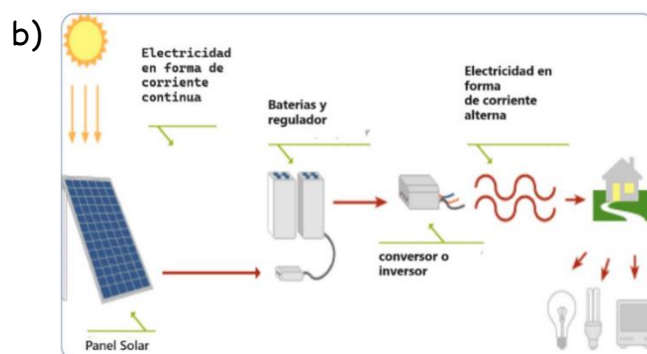 b)
Electricidad
en forma de
corriente
continua
Baterias y
regulador
Electricidad en
forma
de corriente
alterna
conversor o
inversor
Panel Solar